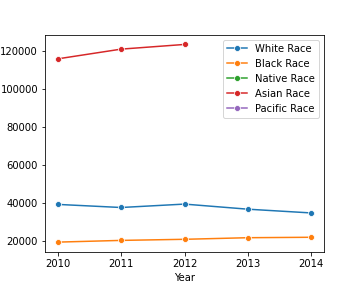 120000
100000
80000
60000
40000
20000
White Race
Black Race
Native Race
Asian Race
Pacific Race
2010 2011 2012 2013 2014
Year